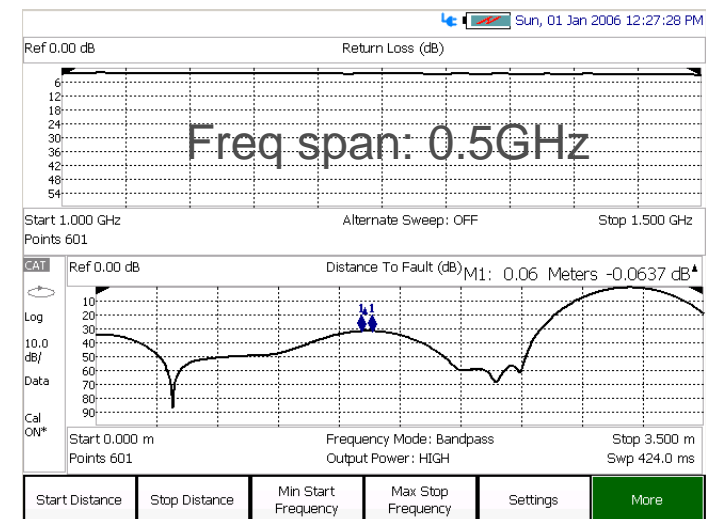 Sun, 01 Jan 2006 12:27:28 PM
Ref 0.00 dB Return Loss (dB)
6
12
18
24
30
36
42
48
54
Freq span: 0.5GHz
Start 1.000 GHz Alternate Sweep: OFF Stop 1.500 GHz
Points 601
CAT Ref 0.00 dB Distance To Fault (dB) M1: 0.06 Meters -0.0637 dB
10
20
30
40
50
60
70
80
90
1 1
Log
10.0
dB/
Data
Cal
ON*
Start 0.000 m Frequency Mode: Bandpass Stop 3.500 m
Points 601 Output Power: HIGH Swp 424.0 ms
Start Distance Stop Distance Min Start Frequency Max Stop Frequency Settings More